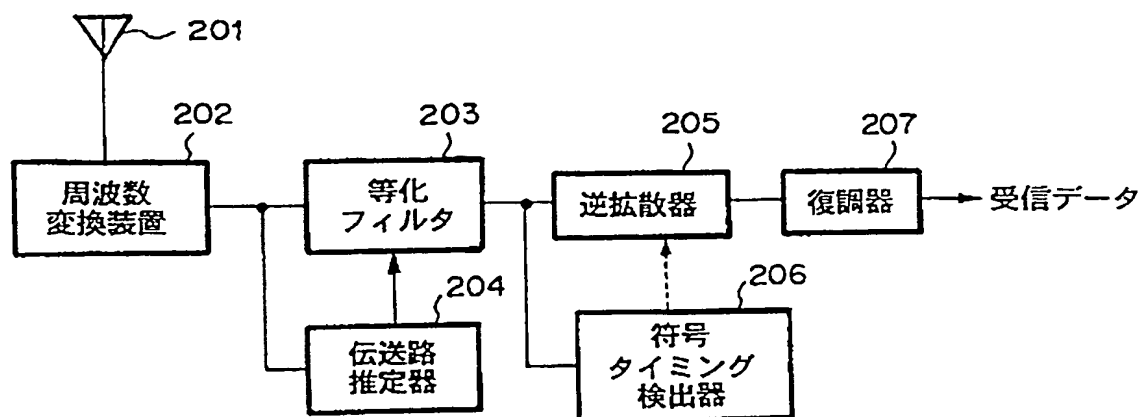 201
202
周波数
変換装置
203
等化
フィルタ
204
伝送路
推定器
205
逆拡散器
206
符号
タイミング
検出器
207
復調器
受信データ